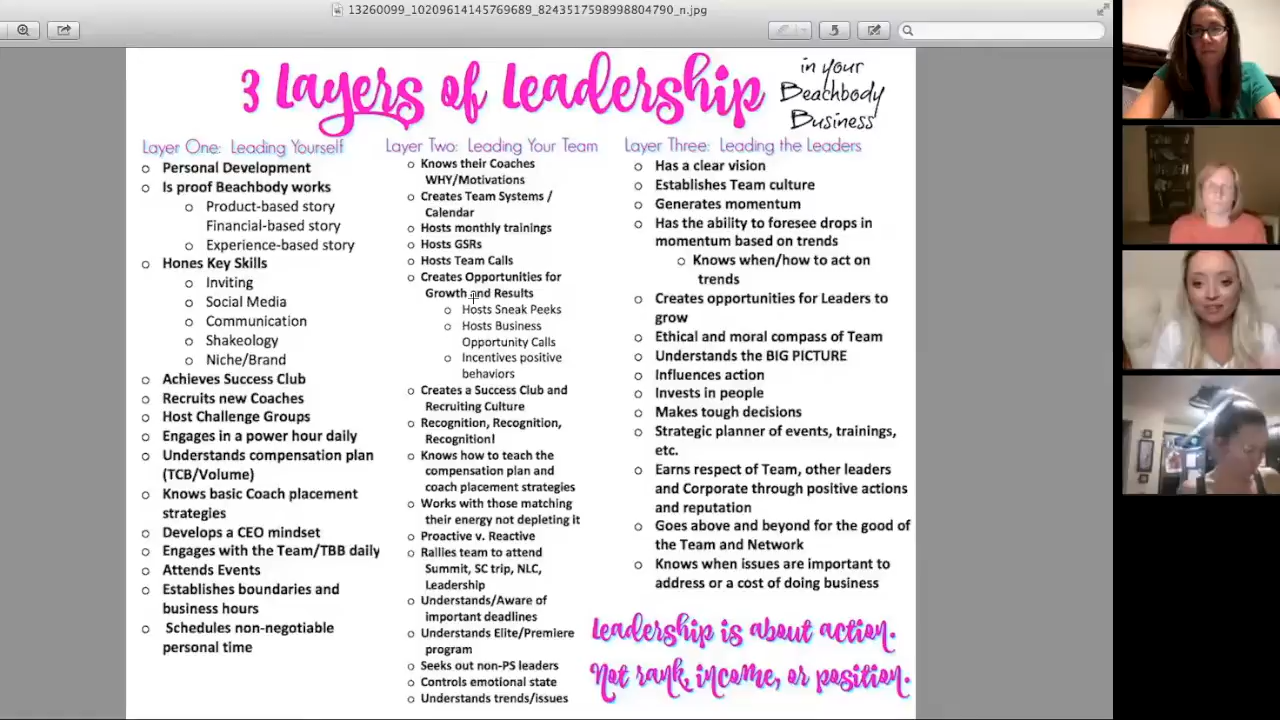 13260099_10209614145769689_8243517598998804790_n.jpg
3 Layers of Leadership
in your
Beachbody
Business
Layer One: Leading Yourself
Personal Development
Is proof Beachbody works
Product-based story
Financial-based story
Experience-based story
Hones Key Skills
Inviting
Social Media
Communication
Shakeology
Niche/Brand
Achieves Success Club
Recruits new Coaches
Host Challenge Groups
Engages in a power hour daily
Understands compensation plan
(TCB/Volume)
Knows basic Coach placement
strategies
Develops a CEO mindset
Engages with the Team/TBB daily
Attends Events
Establishes boundaries and
business hours
Schedules non-negotiable
personal time
Layer Two: Leading Your Team
Knows their Coaches
WHY/Motivations
Creates Team Systems /
Calendar
Hosts monthly trainings
Hosts GSRs
Hosts Team Calls
Creates Opportunities for
Growth and Results
Hosts Sneak Peeks
Hosts Business
Opportunity Calls
Incentives positive
behaviors
Creates a Success Club and
Recruiting Culture
Recognition, Recognition,
Recognition!
Knows how to teach the
compensation plan and
coach placement strategies
Works with those matching
their energy not depleting it
Proactive v. Reactive
Rallies team to attend
Summit, SC trip, NLC,
Leadership
Understands/Aware of
important deadlines
Understands Elite/Premiere
program
Seeks out non-PS leaders
Controls emotional state
Understands trends/issues
Layer Three: Leading the Leaders
Has a clear vision
Establishes Team culture
Generates momentum
Has the ability to foresee drops in
momentum based on trends
Knows when/how to act on
trends
Creates opportunities for Leaders to
grow
Ethical and moral compass of Team
Understands the BIG PICTURE
Influences action
Invests in people
Makes tough decisions
Strategic planner of events, trainings,
etc.
Earns respect of Team, other leaders
and Corporate through positive actions
and reputation
Goes above and beyond for the good of
the Team and Network
Knows when issues are important to
address or a cost of doing business
Leadership is about action.
Not rank, income, or position.